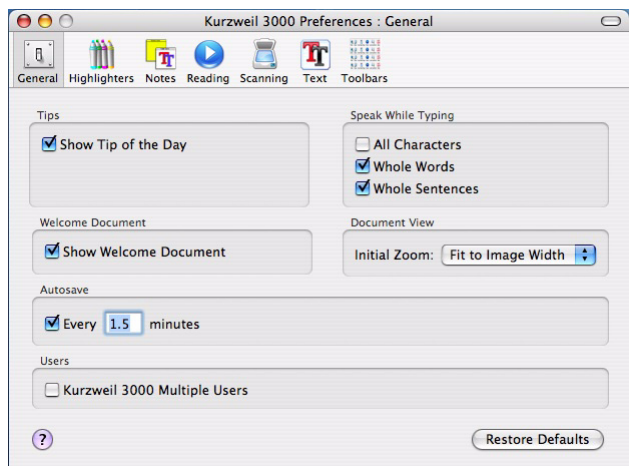 Kurzweil 3000 Preferences : General
General Highlighters Notes Reading Scanning Text Toolbars
Tips
Show Tip of the Day
Speak While Typing
All Characters
Whole Words
Whole Sentences
Welcome Document
Show Welcome Document
Document View
Initial Zoom: Fit to Image Width
Autosave
Every 1.5 minutes
Users
Kurzweil 3000 Multiple Users
? Restore Defaults